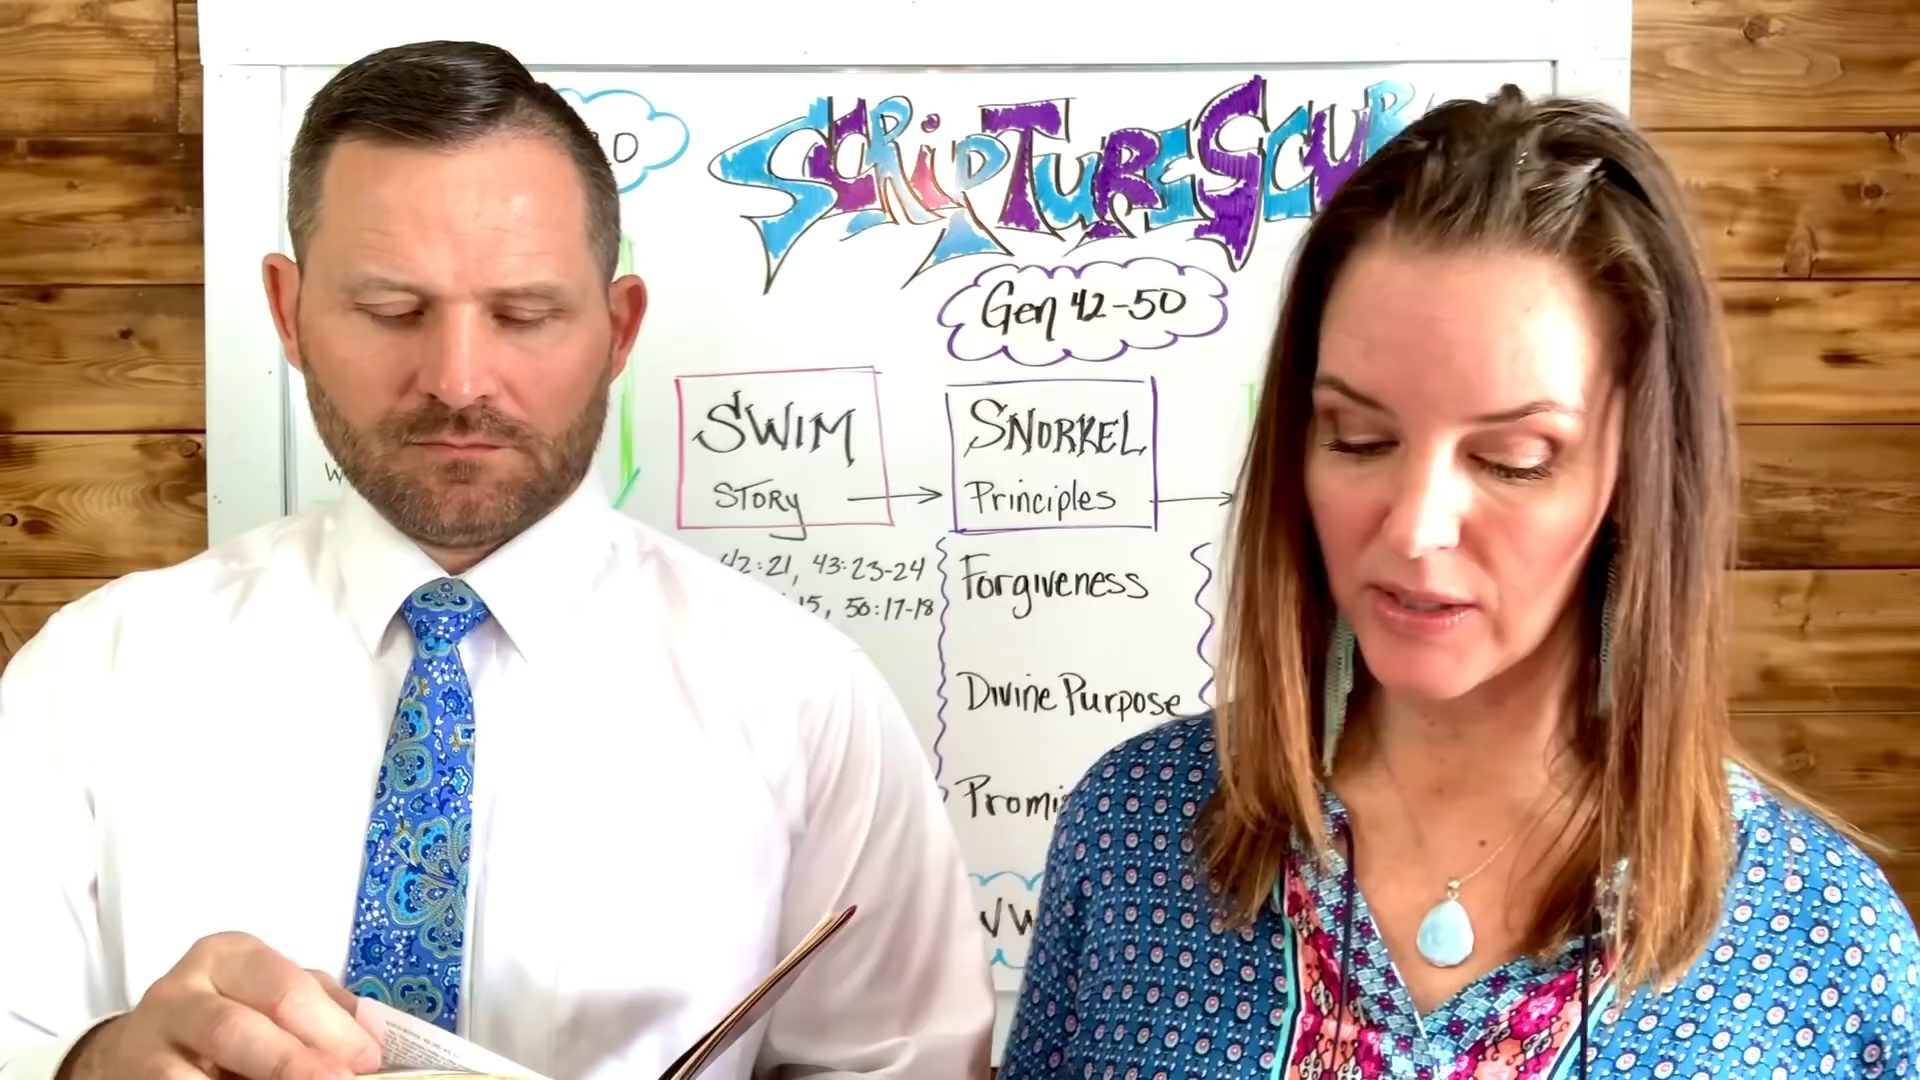 SCRIPTURE
Gen 42-50
SWIM
STORY
SNORKEL
Principles
42:21, 43:23-24
15, 50:17-18
Forgiveness
Divine Purpose